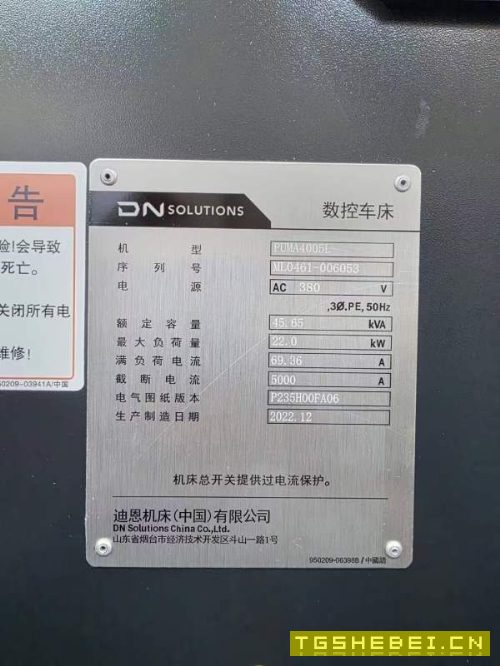 告
险!会导致
死亡。
关闭所有电
维修!
950209-03941A/中国
DN SOLUTIONS
数控车床
机 型 PUMA4005L
序 列 号 ML0461-006053
电 源 AC 380 V
,3Ø,PE,50Hz
额 定 容 量 45.65 kVA
最 大 负 荷 量 22.0 kW
满 负 荷 电 流 69.36 A
截 断 电 流 5000 A
电 气 图 纸 版 本 P235H00FA06
生 产 制 造 日 期 2022.12
机床总开关提供过电流保护。
迪恩机床(中国)有限公司
DN Solutions China Co.,Ltd.
山东省烟台市经济技术开发区斗山一路1号
950209-06398B / 中國語
TGSHEBEI.CN